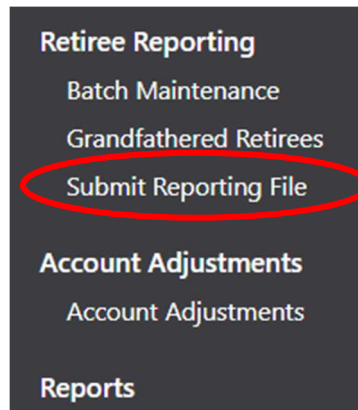 Retiree Reporting
Batch Maintenance
Grandfathered Retirees
Submit Reporting File
Account Adjustments
Account Adjustments
Reports